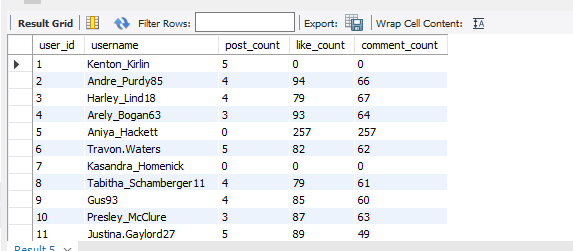 Result Grid Filter Rows: Export: Wrap Cell Content: IA
user_id username post_count like_count comment_count
1 Kenton_Kirlin 5 0 0
2 Andre_Purdy85 4 94 66
3 Harley_Lind18 4 79 67
4 Arely_Bogan63 3 93 64
5 Aniya_Hackett 0 257 257
6 Travon.Waters 5 82 62
7 Kasandra_Homenick 0 0 0
8 Tabitha_Schamberger11 4 79 61
9 Gus93 4 85 60
10 Presley_McClure 3 87 63
11 Justina.Gaylord27 5 89 49
Result 5